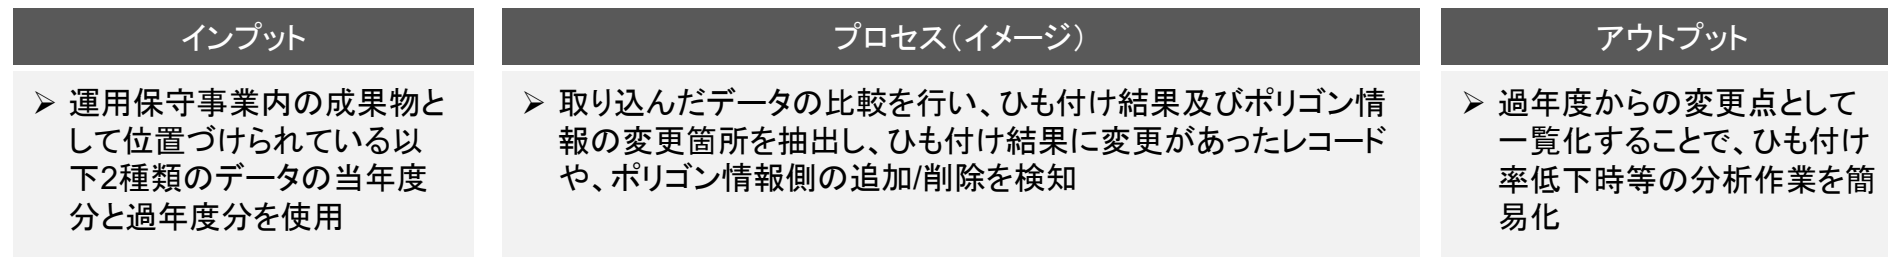 インプット
➢ 運用保守事業内の成果物と
して位置づけられている以
下2種類のデータの当年度
分と過年度分を使用
プロセス（イメージ）
➢ 取り込んだデータの比較を行い、ひも付け結果及びポリゴン情
報の変更箇所を抽出し、ひも付け結果に変更があったレコード
や、ポリゴン情報側の追加/削除を検知
アウトプット
➢ 過年度からの変更点として
一覧化することで、ひも付け
率低下時等の分析作業を簡
易化